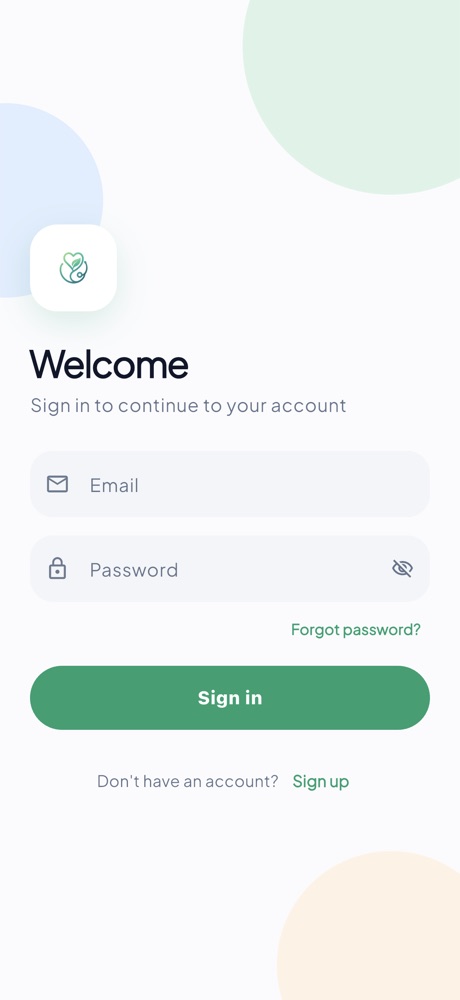 Welcome
Sign in to continue to your account
Email
Password
Forgot password?
Sign in
Don't have an account? Sign up